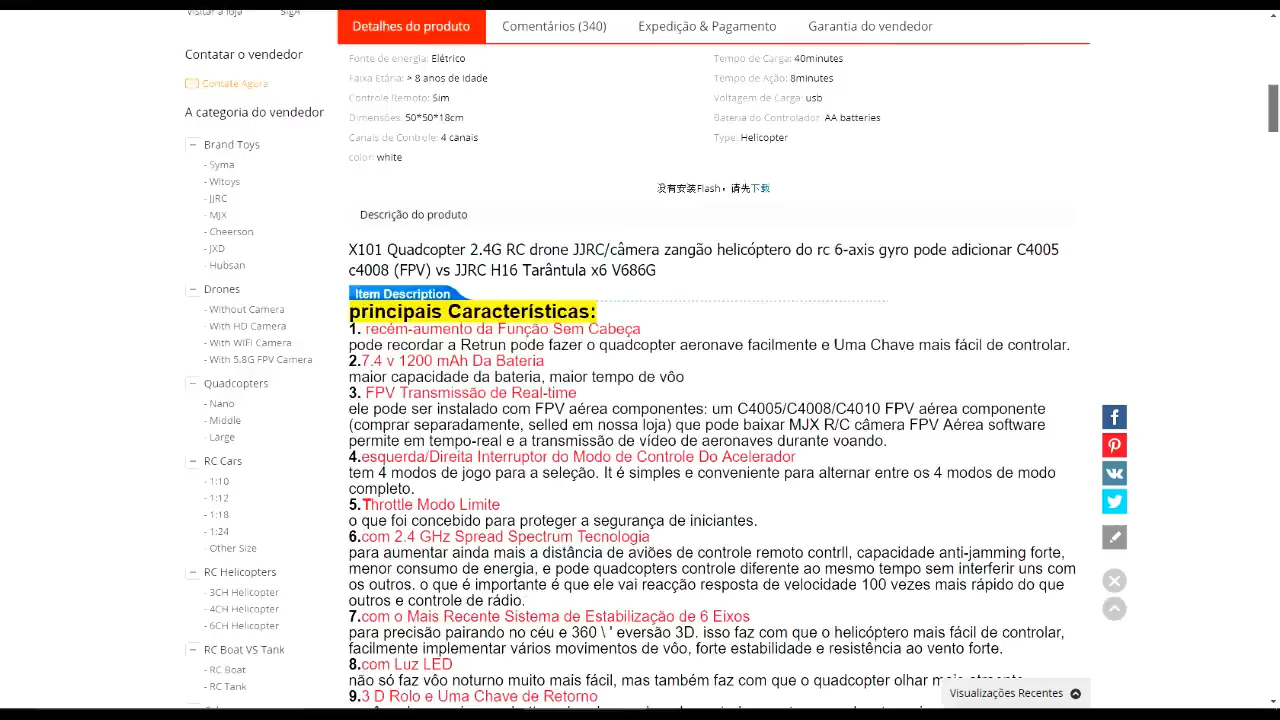 Visitar a loja SigA
Detalhes do produto
Comentários (340)
Expedição & Pagamento
Garantia do vendedor
Contatar o vendedor
Contate Agora
A categoria do vendedor
− Brand Toys
- Syma
- Wltoys
- JJRC
- MJX
- Cheerson
- JXD
- Hubsan
− Drones
- Without Camera
- With HD Camera
- With WIFI Camera
- With 5.8G FPV Camera
− Quadcopters
- Nano
- Middle
- Large
− RC Cars
- 1:10
- 1:12
- 1:18
- 1:24
- Other Size
− RC Helicopters
- 3CH Helicopter
- 4CH Helicopter
- 6CH Helicopter
− RC Boat VS Tank
- RC Boat
- RC Tank
Fonte de energia: Elétrico
Faixa Etária: > 8 anos de Idade
Controle Remoto: Sim
Dimensões: 50*50*18cm
Canais de Controle: 4 canais
color: white
Tempo de Carga: 40minutes
Tempo de Ação: 8minutes
Voltagem de Carga: usb
Bateria do Controlador: AA batteries
Type: Helicopter
没有安装Flash，请先下载
Descrição do produto
X101 Quadcopter 2.4G RC drone JJRC/câmera zangão helicóptero do rc 6-axis gyro pode adicionar C4005
c4008 (FPV) vs JJRC H16 Tarântula x6 V686G
Item Description
principais Características:
1. recém-aumento da Função Sem Cabeça
pode recordar a Retrun pode fazer o quadcopter aeronave facilmente e Uma Chave mais fácil de controlar.
2.7.4 v 1200 mAh Da Bateria
maior capacidade da bateria, maior tempo de vôo
3. FPV Transmissão de Real-time
ele pode ser instalado com FPV aérea componentes: um C4005/C4008/C4010 FPV aérea componente
(comprar separadamente, selled em nossa loja) que pode baixar MJX R/C câmera FPV Aérea software
permite em tempo-real e a transmissão de vídeo de aeronaves durante voando.
4.esquerda/Direita Interruptor do Modo de Controle Do Acelerador
tem 4 modos de jogo para a seleção. It é simples e conveniente para alternar entre os 4 modos de modo
completo.
5.Throttle Modo Limite
o que foi concebido para proteger a segurança de iniciantes.
6.com 2.4 GHz Spread Spectrum Tecnologia
para aumentar ainda mais a distância de aviões de controle remoto contrll, capacidade anti-jamming forte,
menor consumo de energia, e pode quadcopters controle diferente ao mesmo tempo sem interferir uns com
os outros. o que é importante é que ele vai reacção resposta de velocidade 100 vezes mais rápido do que
outros e controle de rádio.
7.com o Mais Recente Sistema de Estabilização de 6 Eixos
para precisão pairando no céu e 360 \ ' eversão 3D. isso faz com que o helicóptero mais fácil de controlar,
facilmente implementar vários movimentos de vôo, forte estabilidade e resistência ao vento forte.
8.com Luz LED
não só faz vôo noturno muito mais fácil, mas também faz com que o quadcopter olhar mais
9.3 D Rolo e Uma Chave de Retorno
Visualizações Recentes